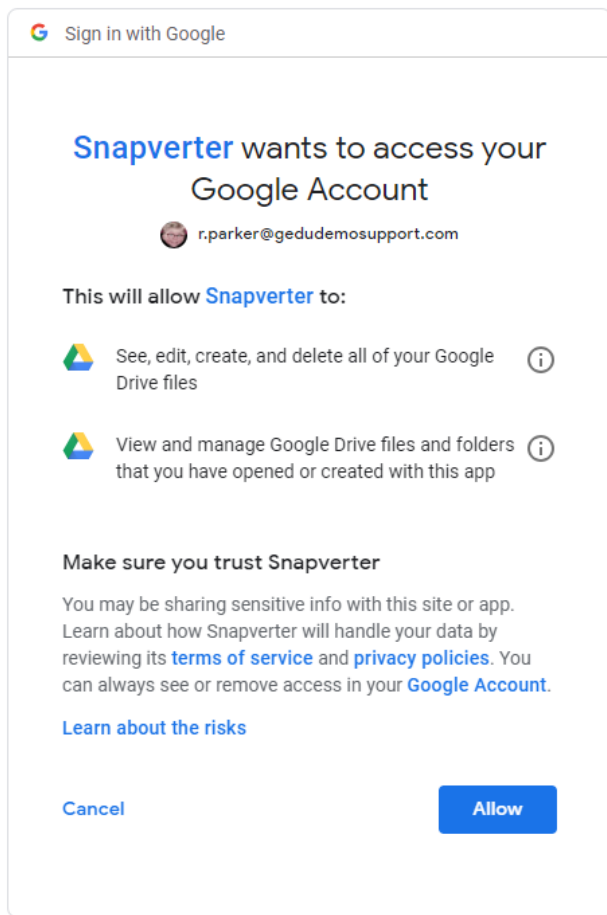 Sign in with Google
Snapverter wants to access your
Google Account
r.parker@gedudemosupport.com
This will allow Snapverter to:
See, edit, create, and delete all of your Google
Drive files
View and manage Google Drive files and folders
that you have opened or created with this app
Make sure you trust Snapverter
You may be sharing sensitive info with this site or app.
Learn about how Snapverter will handle your data by
reviewing its terms of service and privacy policies. You
can always see or remove access in your Google Account.
Learn about the risks
Cancel
Allow